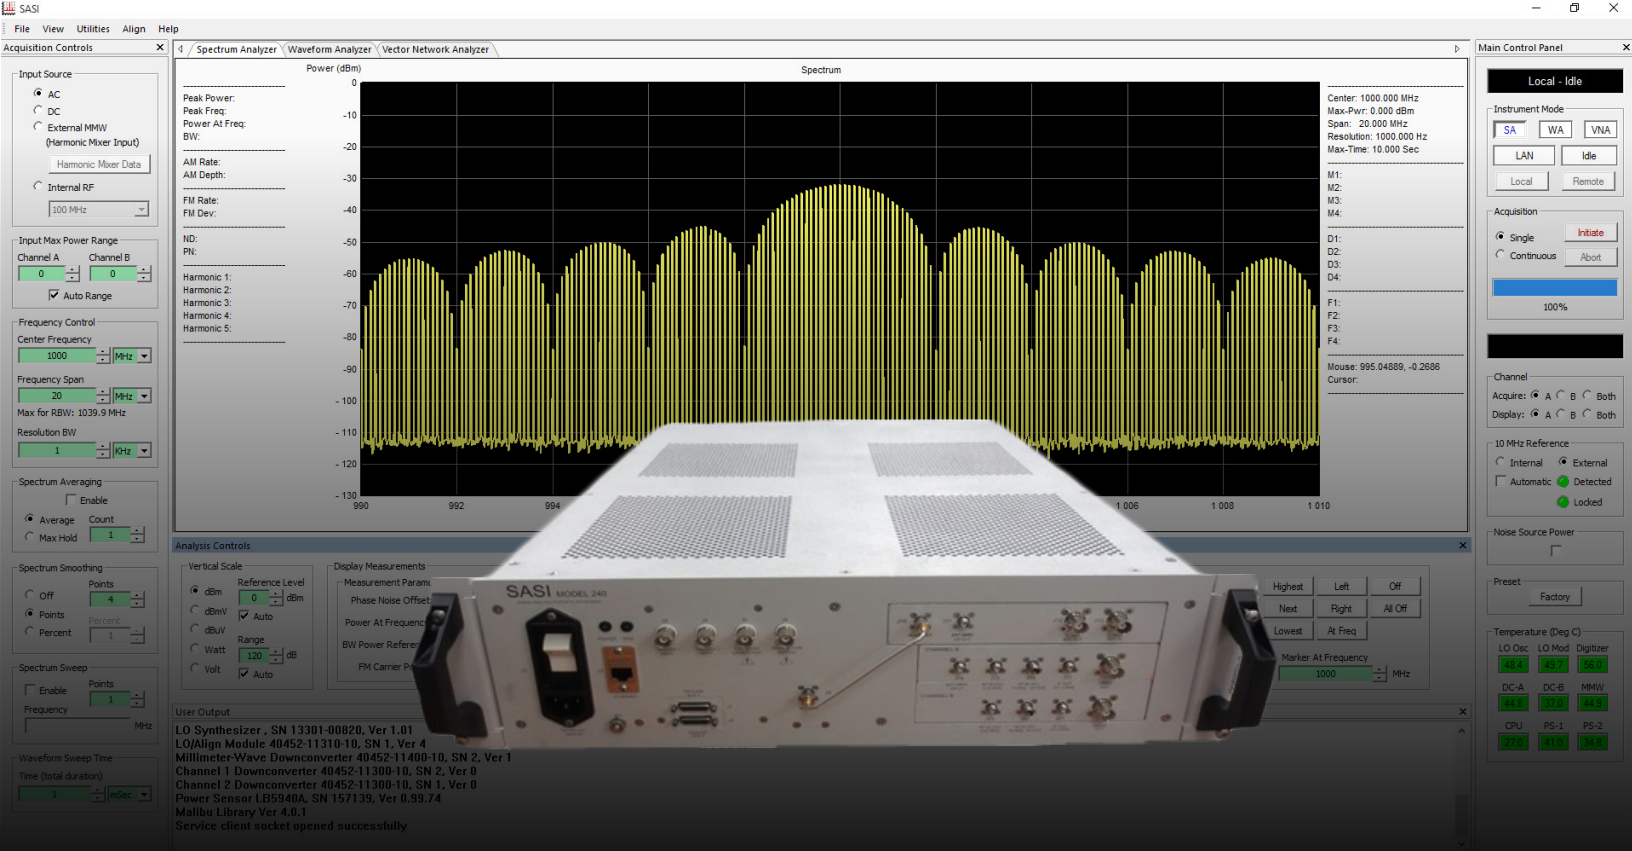 SASI
File View Utilities Align Help
Acquisition Controls
Input Source
AC
DC
External MMW
(Harmonic Mixer Input)
Harmonic Mixer Data
Internal RF
100 MHz
Input Max Power Range
Channel A Channel B
0 0
Auto Range
Frequency Control
Center Frequency
1000 MHz
Frequency Span
20 MHz
Max for RBW: 1039.9 MHz
Resolution BW
1 KHz
Spectrum Averaging
Enable
Average Count
Max Hold 1
Spectrum Smoothing
Points
Off 4
Points Percent
Percent 1
Spectrum Sweep
Enable Points
1
Frequency
MHz
Waveform Sweep Time
Time (total duration)
1 mSec
Spectrum Analyzer Waveform Analyzer Vector Network Analyzer
Power (dBm) Spectrum
Peak Power:
Peak Freq:
Power At Freq:
BW:
AM Rate:
AM Depth:
FM Rate:
FM Dev:
ND:
PN:
Harmonic 1:
Harmonic 2:
Harmonic 3:
Harmonic 4:
Harmonic 5:
0
-10
-20
-30
-40
-50
-60
-70
-80
-90
- 100
-110
- 120
- 130
990 992 994 1 006 1 008 1 010
Center: 1000.000 MHz
Max-Pwr: 0.000 dBm
Span: 20.000 MHz
Resolution: 1000.000 Hz
Max-Time: 10.000 Sec
M1:
M2:
M3:
M4:
D1:
D2:
D3:
D4:
F1:
F2:
F3:
F4:
Mouse: 995.04889, -0.2686
Cursor:
Analysis Controls
Vertical Scale
dBm Reference Level
0 dBm
dBmV Auto
dBuV
Range
Watt 120 dB
Volt Auto
Display Measurements
Measurement Param
Phase Noise Offset:
Power At Frequency
BW Power Referen
FM Carrier Po
Highest Left Off
Next Right All Off
Lowest At Freq
Marker At Frequency
1000 MHz
SASI MODEL 240
User Output
LO Synthesizer , SN 13301-00820, Ver 1.01
LO/Align Module 40452-11310-10, SN 1, Ver 4
Millimeter-Wave Downconverter 40452-11400-10, SN 2, Ver 1
Channel 1 Downconverter 40452-11300-10, SN 2, Ver 0
Channel 2 Downconverter 40452-11300-10, SN 1, Ver 0
Power Sensor LB5940A, SN 157139, Ver 0.99.74
Malibu Library Ver 4.0.1
Service client socket opened successfully
Main Control Panel
Local - Idle
Instrument Mode
SA WA VNA
LAN Idle
Local Remote
Acquisition
Single Initiate
Continuous Abort
100%
Channel
Acquire: A B Both
Display: A B Both
10 MHz Reference
Internal External
Automatic Detected
Locked
Noise Source Power
Preset
Factory
Temperature (Deg C)
LO Osc LO Mod Digitizer
48.4 49.7 56.0
DC-A DC-B MMW
44.8 37.0 44.9
CPU PS-1 PS-2
27.0 41.0 34.8